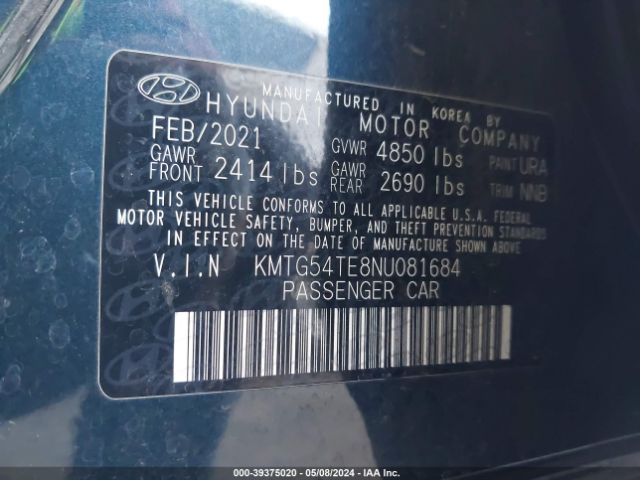 MANUFACTURED IN KOREA BY
HYUNDAI MOTOR COMPANY
FEB/2021 GVWR 4850 lbs PAINT URA
GAWR FRONT 2414 lbs GAWR REAR 2690 lbs TRIM NNB
THIS VEHICLE CONFORMS TO ALL APPLICABLE U.S.A. FEDERAL
MOTOR VEHICLE SAFETY, BUMPER, AND THEFT PREVENTION STANDARDS
IN EFFECT ON THE DATE OF MANUFACTURE SHOWN ABOVE
V.I.N KMTG54TE8NU081684
PASSENGER CAR
000-39375020 - 05/08/2024 - IAA Inc.